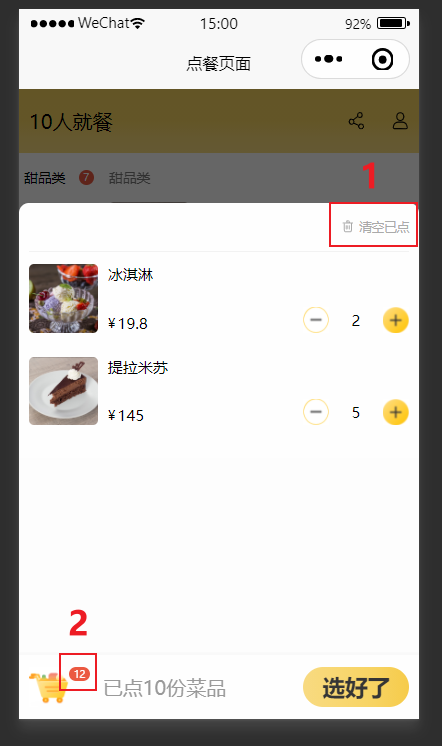 WeChat 15:00 92%
点餐页面
10人就餐
甜品类 7 甜品类
1
清空已点
冰淇淋
¥19.8 2
提拉米苏
¥145 5
2
12
已点10份菜品 选好了